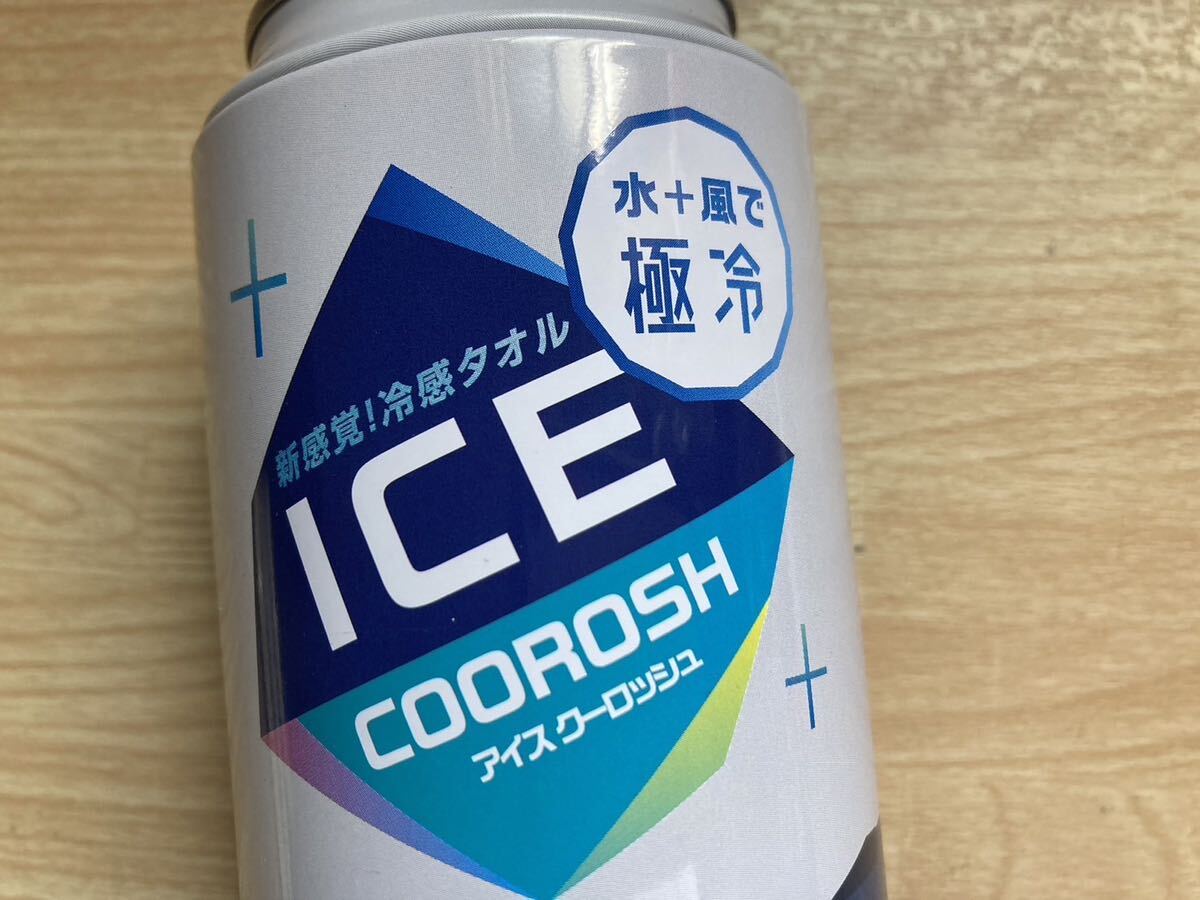 水+風で
極冷
新感覚!冷感タオル
ICE
COOROSH
アイス クーロッシュ